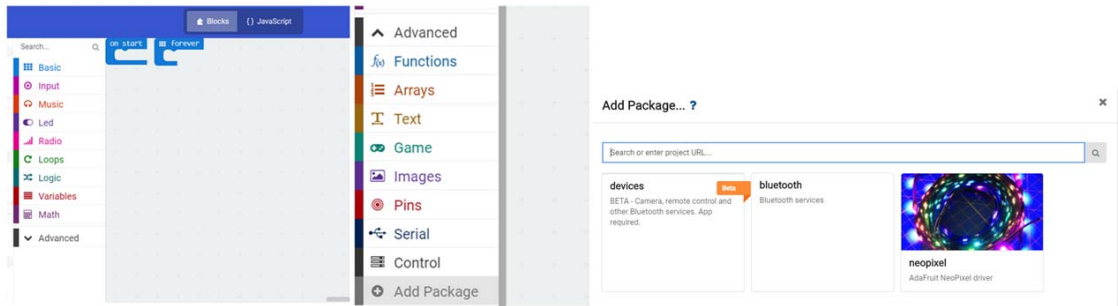 Blocks
{} JavaScript
Search...
on start
forever
Basic
Input
Music
Led
Radio
Loops
Logic
Variables
Math
Advanced
Advanced
f(x) Functions
Arrays
Text
Game
Images
Pins
Serial
Control
Add Package
Add Package... ?
Search or enter project URL...
devices
Beta
BETA - Camera, remote control and
other Bluetooth services. App
required.
bluetooth
Bluetooth services
neopixel
AdaFruit NeoPixel driver